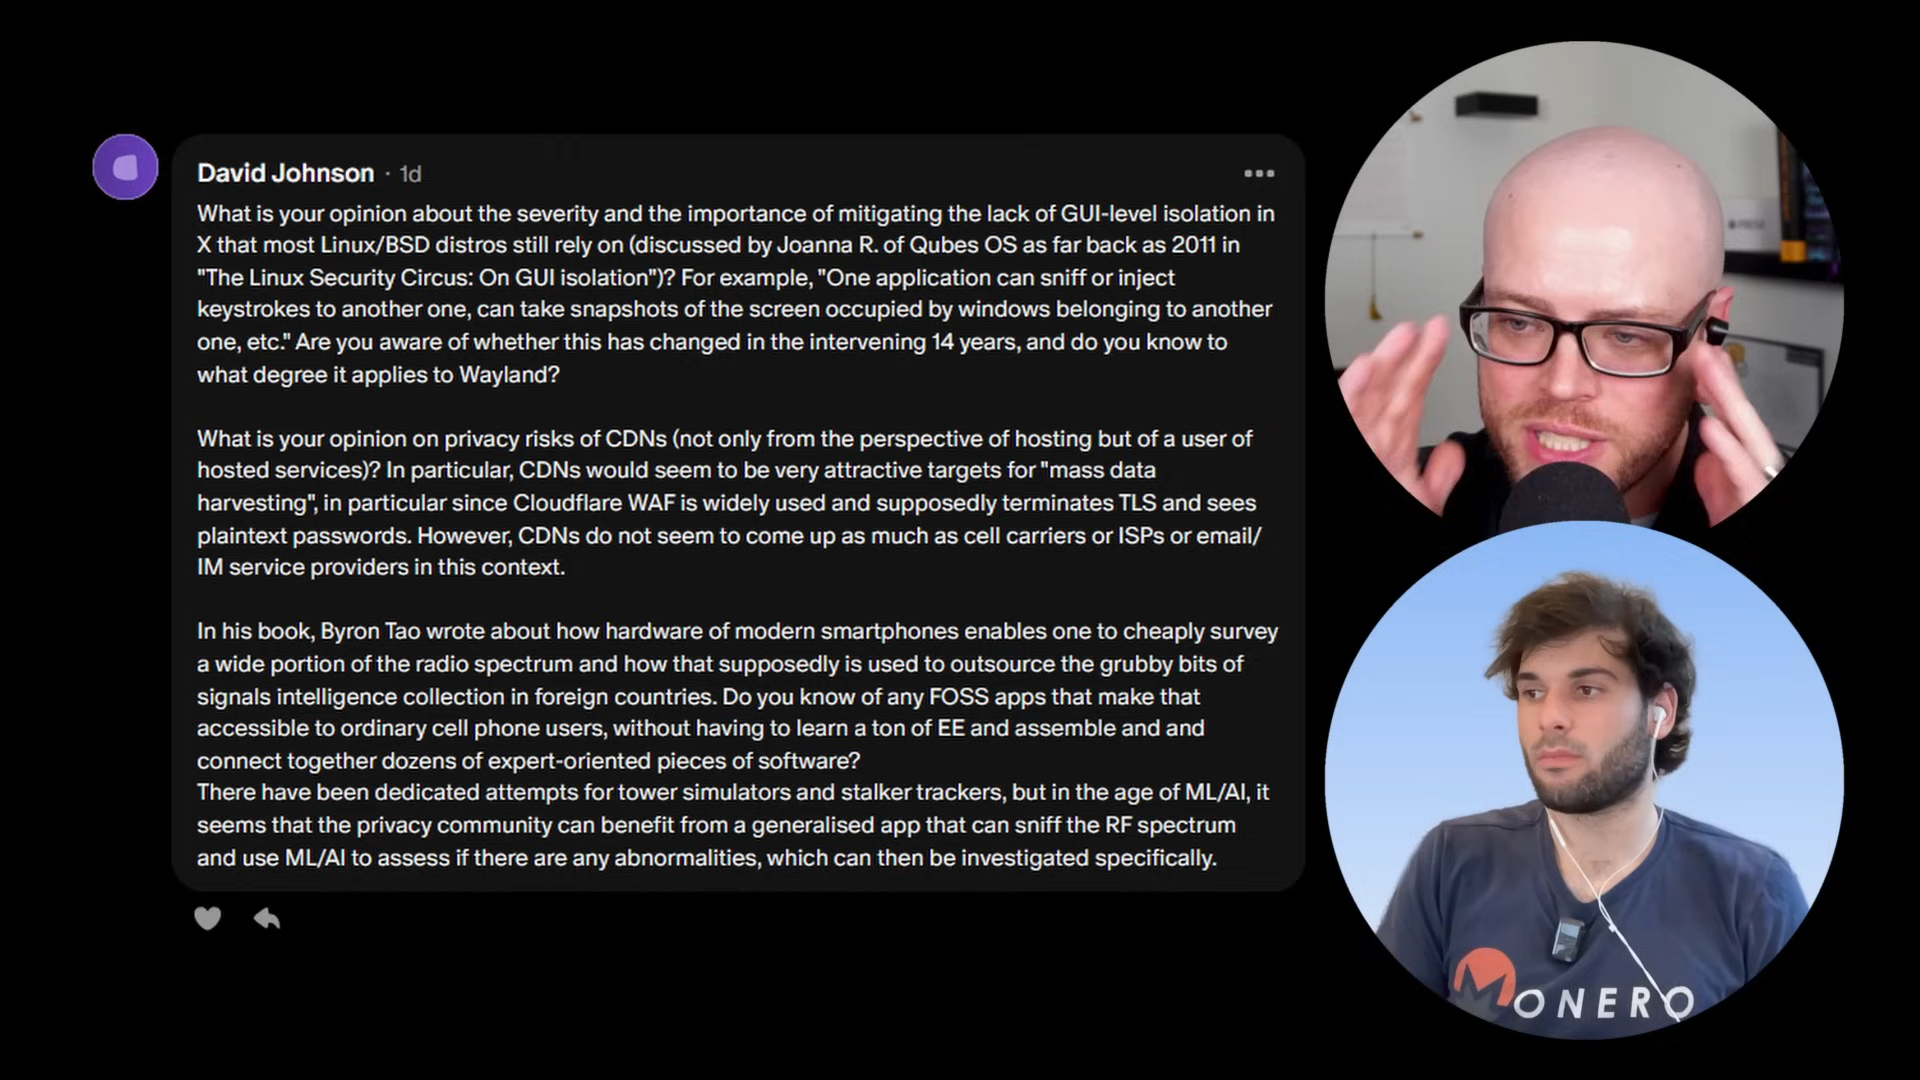 David Johnson · 1d
What is your opinion about the severity and the importance of mitigating the lack of GUI-level isolation in
X that most Linux/BSD distros still rely on (discussed by Joanna R. of Qubes OS as far back as 2011 in
"The Linux Security Circus: On GUI isolation")? For example, "One application can sniff or inject
keystrokes to another one, can take snapshots of the screen occupied by windows belonging to another
one, etc." Are you aware of whether this has changed in the intervening 14 years, and do you know to
what degree it applies to Wayland?
What is your opinion on privacy risks of CDNs (not only from the perspective of hosting but of a user of
hosted services)? In particular, CDNs would seem to be very attractive targets for "mass data
harvesting", in particular since Cloudflare WAF is widely used and supposedly terminates TLS and sees
plaintext passwords. However, CDNs do not seem to come up as much as cell carriers or ISPs or email/
IM service providers in this context.
In his book, Byron Tao wrote about how hardware of modern smartphones enables one to cheaply survey
a wide portion of the radio spectrum and how that supposedly is used to outsource the grubby bits of
signals intelligence collection in foreign countries. Do you know of any FOSS apps that make that
accessible to ordinary cell phone users, without having to learn a ton of EE and assemble and and
connect together dozens of expert-oriented pieces of software?
There have been dedicated attempts for tower simulators and stalker trackers, but in the age of ML/AI, it
seems that the privacy community can benefit from a generalised app that can sniff the RF spectrum
and use ML/AI to assess if there are any abnormalities, which can then be investigated specifically.
MONERO